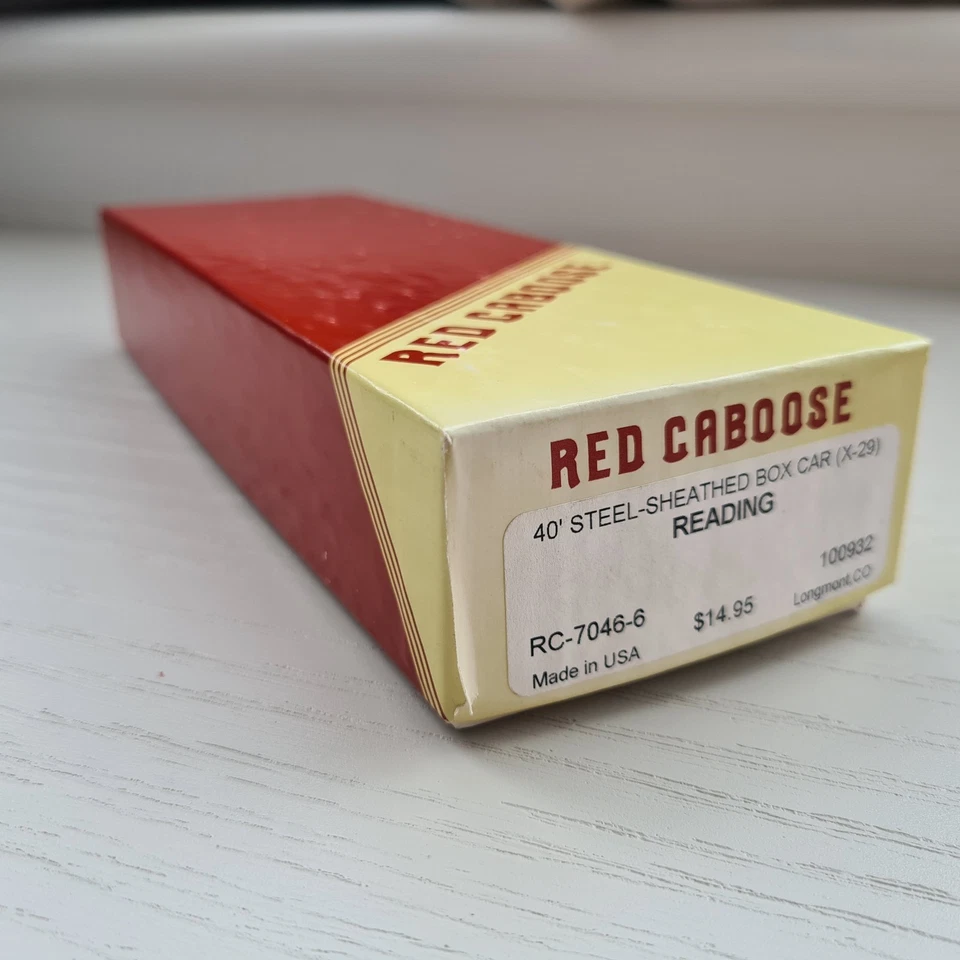 RED CABOOSE
RED CABOOSE
40' STEEL-SHEATHED BOX CAR (X-29)
READING
100932
RC-7046-6 $14.95 Longmont,CO
Made in USA